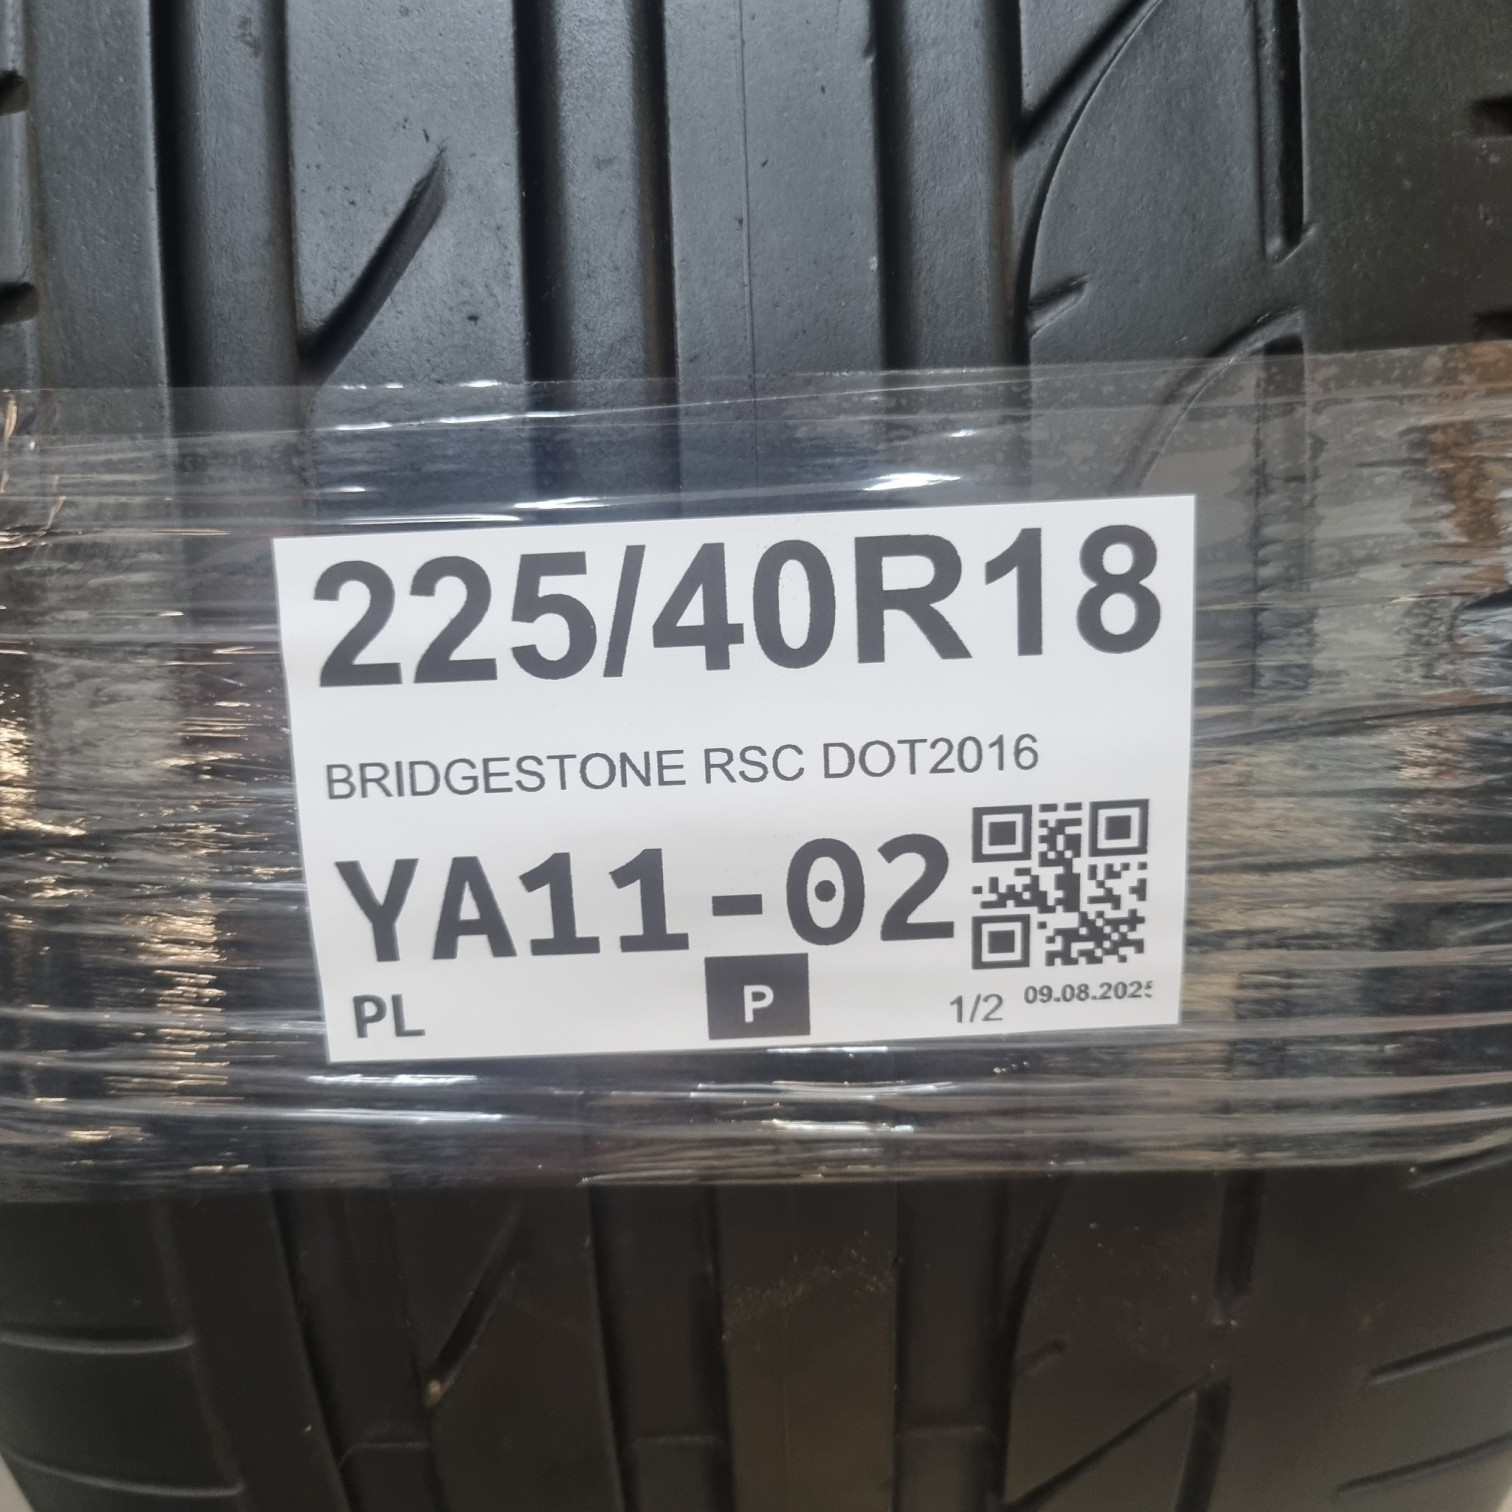 225/40R18
BRIDGESTONE RSC DOT2016
YA11-02
PL P 1/2 09.08.2025